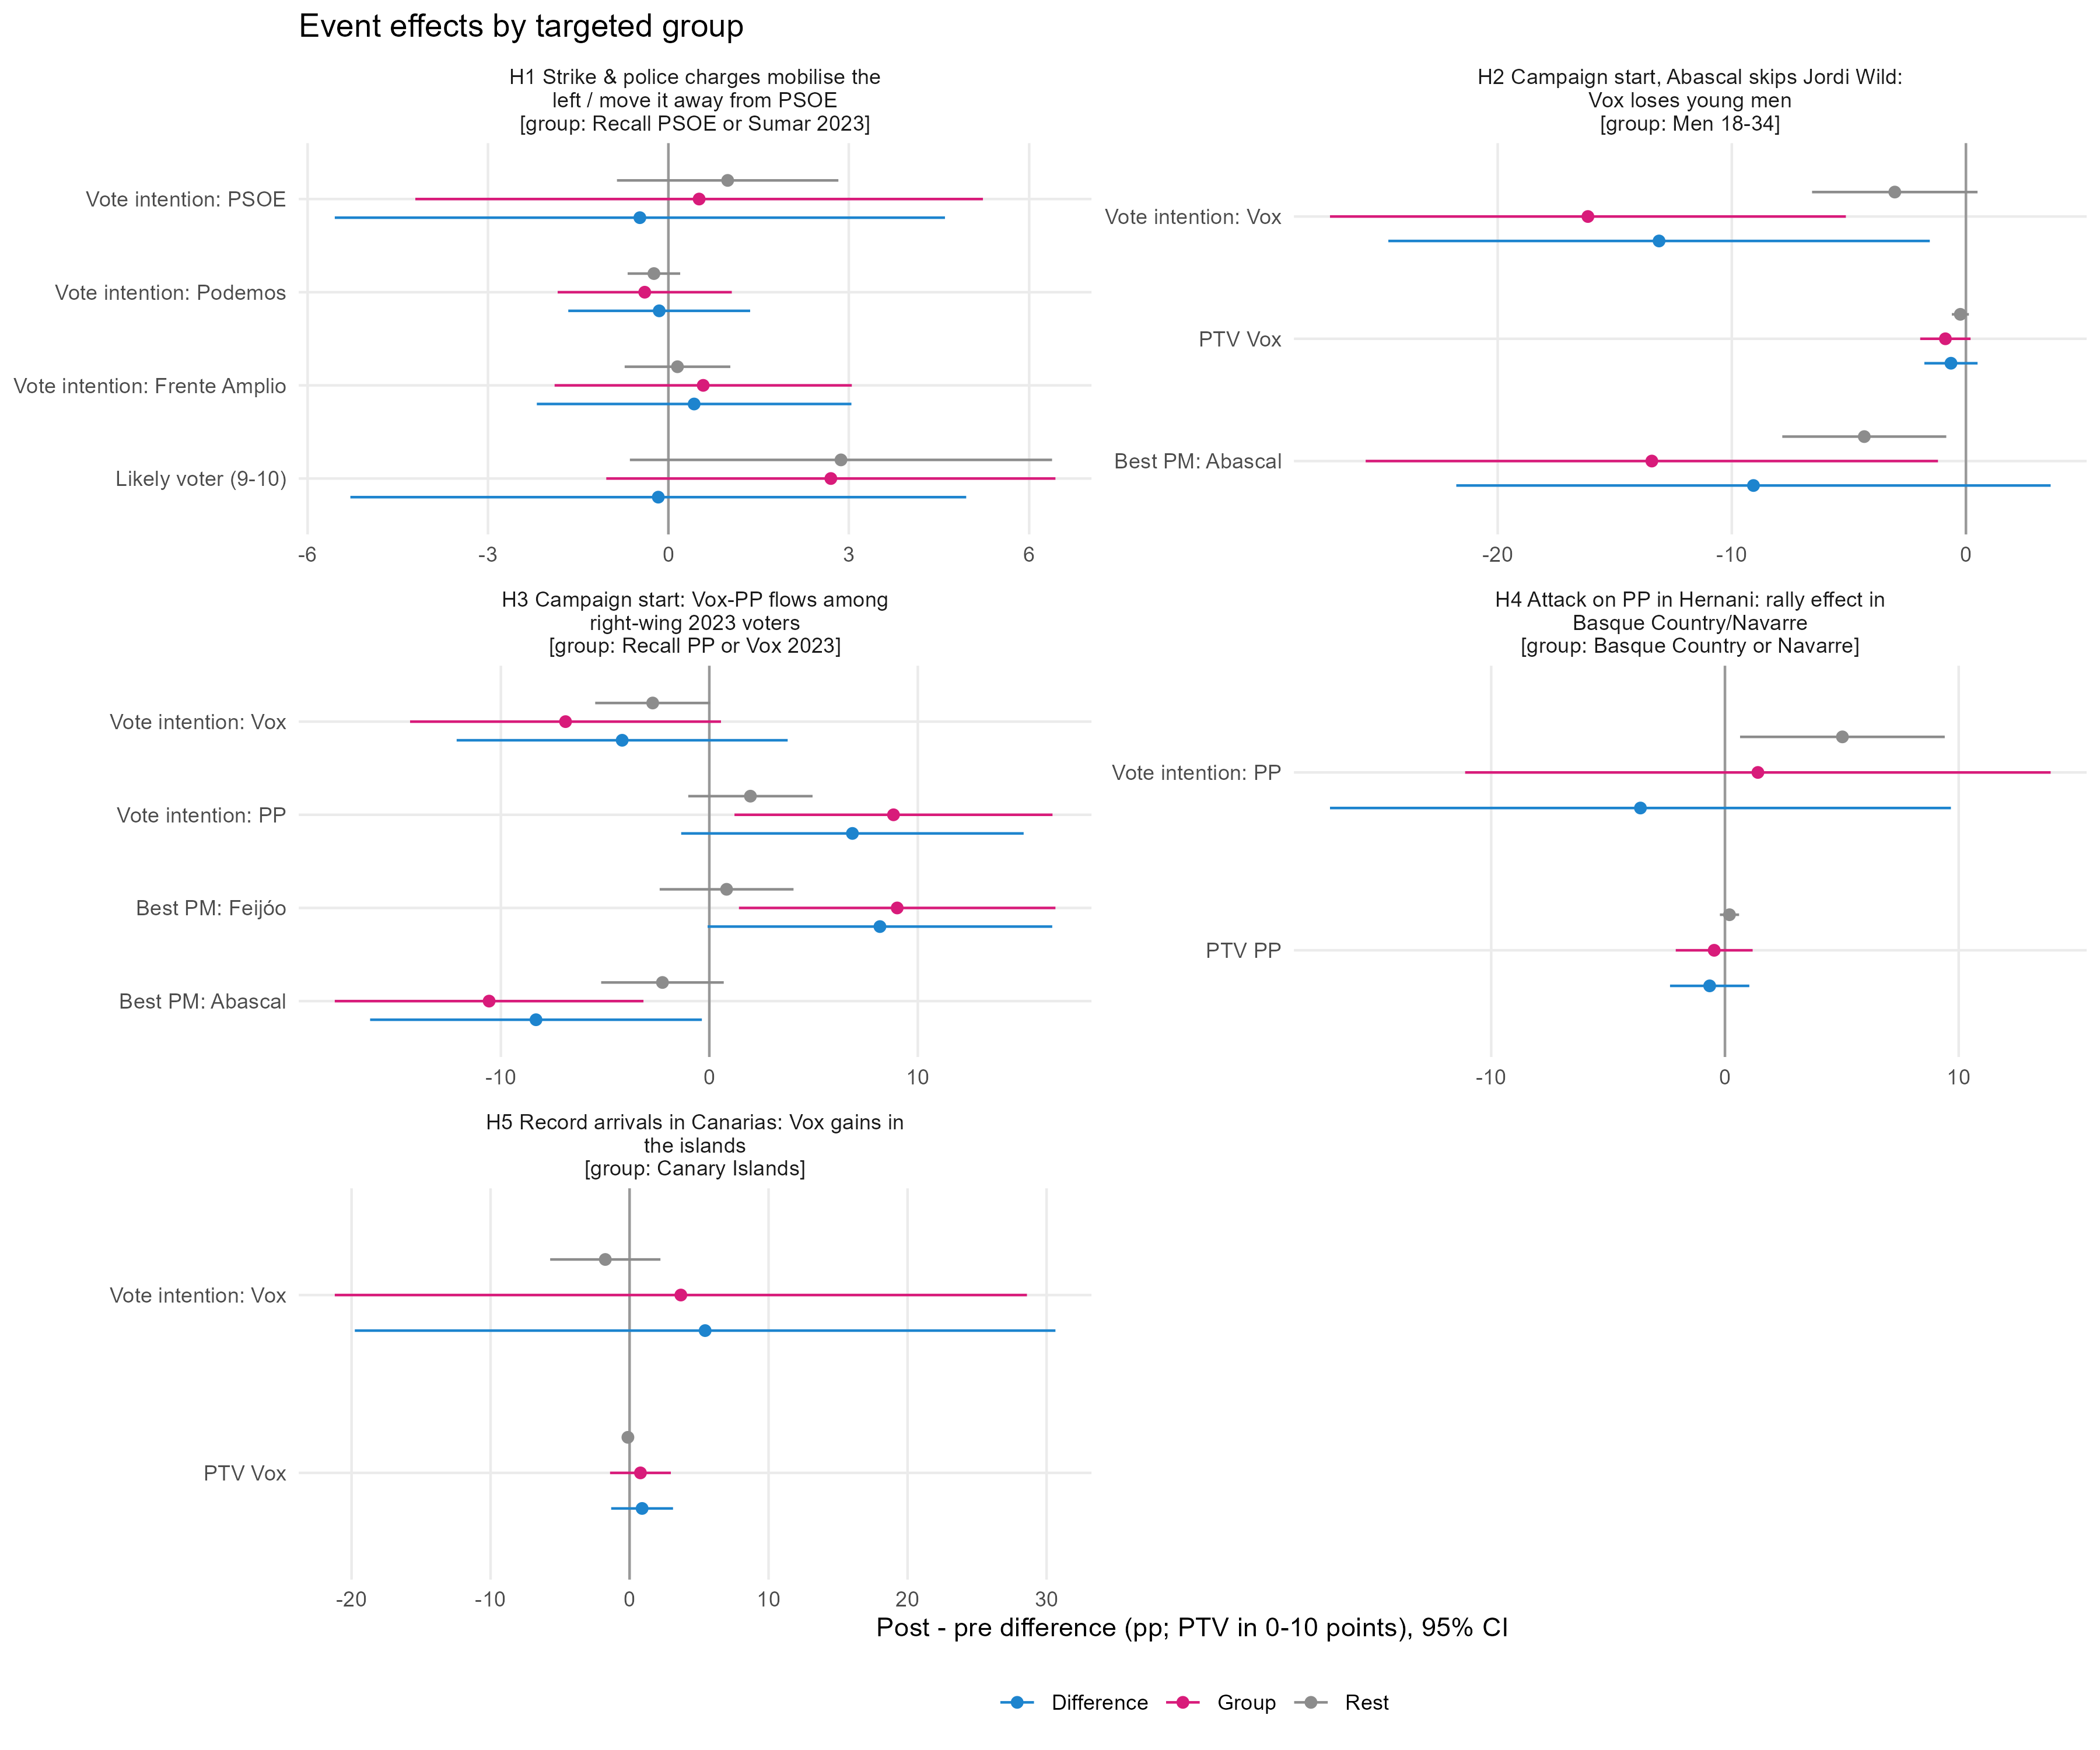 Event effects by targeted group
H1 Strike & police charges mobilise the
left / move it away from PSOE
[group: Recall PSOE or Sumar 2023]
Vote intention: PSOE
Vote intention: Podemos
Vote intention: Frente Amplio
Likely voter (9-10)
-6 -3 0 3 6
H2 Campaign start, Abascal skips Jordi Wild:
Vox loses young men
[group: Men 18-34]
Vote intention: Vox
PTV Vox
Best PM: Abascal
-20 -10 0
H3 Campaign start: Vox-PP flows among
right-wing 2023 voters
[group: Recall PP or Vox 2023]
Vote intention: Vox
Vote intention: PP
Best PM: Feijóo
Best PM: Abascal
-10 0 10
H4 Attack on PP in Hernani: rally effect in
Basque Country/Navarre
[group: Basque Country or Navarre]
Vote intention: PP
PTV PP
-10 0 10
H5 Record arrivals in Canarias: Vox gains in
the islands
[group: Canary Islands]
Vote intention: Vox
PTV Vox
-20 -10 0 10 20 30
Post - pre difference (pp; PTV in 0-10 points), 95% CI
Difference Group Rest